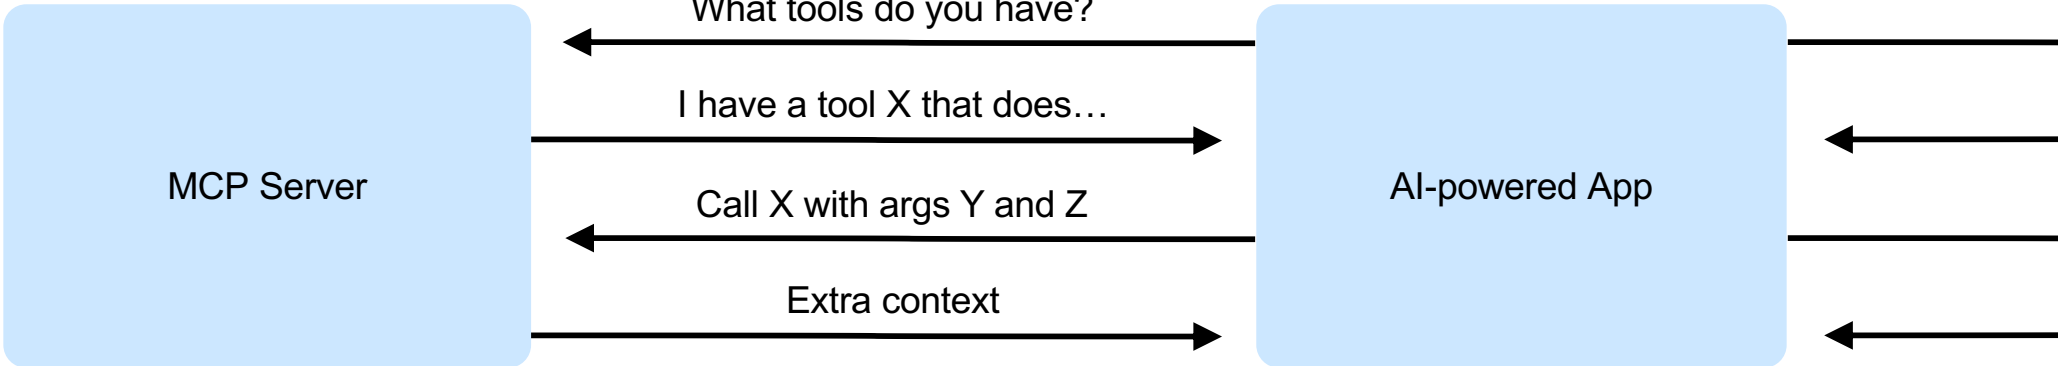 What tools do you have?
I have a tool X that does…
MCP Server
AI-powered App
Call X with args Y and Z
Extra context